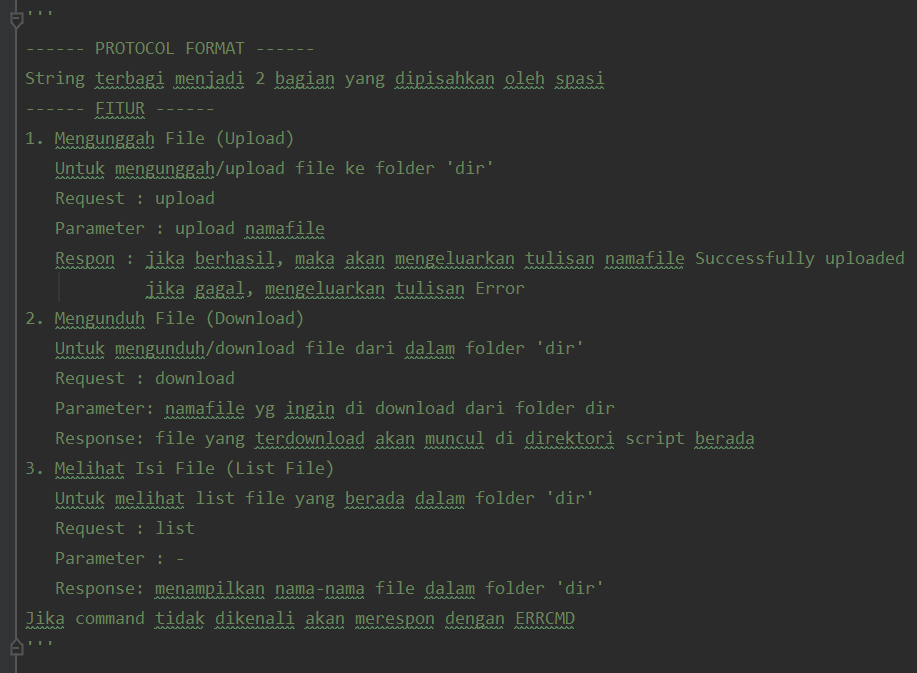 '''
------ PROTOCOL FORMAT ------
String terbagi menjadi 2 bagian yang dipisahkan oleh spasi
------ FITUR ------
1. Mengunggah File (Upload)
   Untuk mengunggah/upload file ke folder 'dir'
   Request : upload
   Parameter : upload namafile
   Respon : jika berhasil, maka akan mengeluarkan tulisan namafile Successfully uploaded
            jika gagal, mengeluarkan tulisan Error
2. Mengunduh File (Download)
   Untuk mengunduh/download file dari dalam folder 'dir'
   Request : download
   Parameter: namafile yg ingin di download dari folder dir
   Response: file yang terdownload akan muncul di direktori script berada
3. Melihat Isi File (List File)
   Untuk melihat list file yang berada dalam folder 'dir'
   Request : list
   Parameter : -
   Response: menampilkan nama-nama file dalam folder 'dir'
Jika command tidak dikenali akan merespon dengan ERRCMD
'''